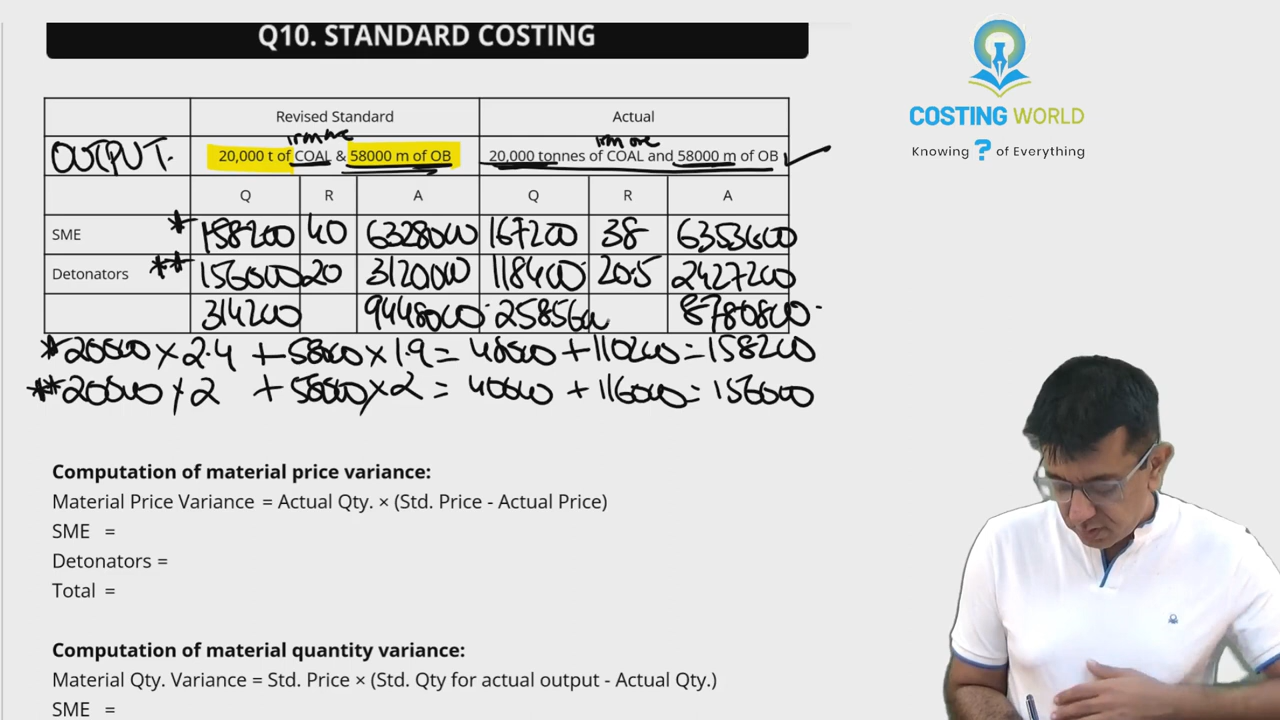 Q10. STANDARD COSTING
COSTING WORLD
Knowing ? of Everything
Revised Standard Actual
iron ore iron ore
OUTPUT. 20,000 t of COAL & 58000 m of OB 20,000 tonnes of COAL and 58000 m of OB
Q R A Q R A
SME * 158200 40 6328000 167200 38 6353600
Detonators ** 156000 20 3120000 118400 20.5 2427200
314200 9448000 285600 8780800
*20000 × 2.4 + 58000 × 1.9 = 48000 + 110200 = 158200
**20000 × 2 + 58000 × 2 = 40000 + 116000 = 156000
Computation of material price variance:
Material Price Variance = Actual Qty. × (Std. Price - Actual Price)
SME =
Detonators =
Total =
Computation of material quantity variance:
Material Qty. Variance = Std. Price × (Std. Qty for actual output - Actual Qty.)
SME =